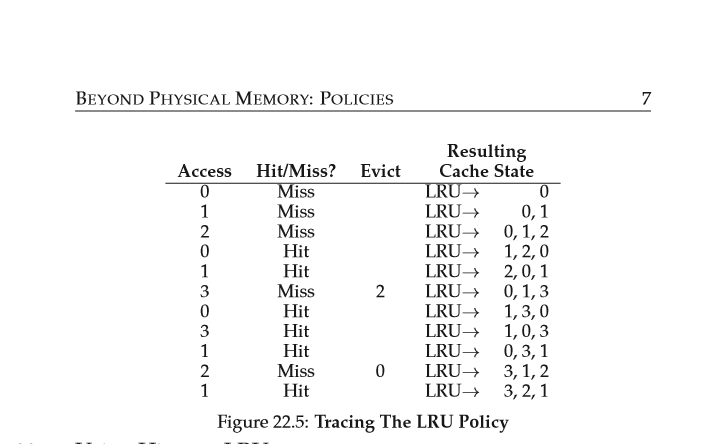 BEYOND PHYSICAL MEMORY: POLICIES 7
Resulting
Access Hit/Miss? Evict Cache State
0 Miss LRU→ 0
1 Miss LRU→ 0, 1
2 Miss LRU→ 0, 1, 2
0 Hit LRU→ 1, 2, 0
1 Hit LRU→ 2, 0, 1
3 Miss 2 LRU→ 0, 1, 3
0 Hit LRU→ 1, 3, 0
3 Hit LRU→ 1, 0, 3
1 Hit LRU→ 0, 3, 1
2 Miss 0 LRU→ 3, 1, 2
1 Hit LRU→ 3, 2, 1
Figure 22.5: Tracing The LRU Policy